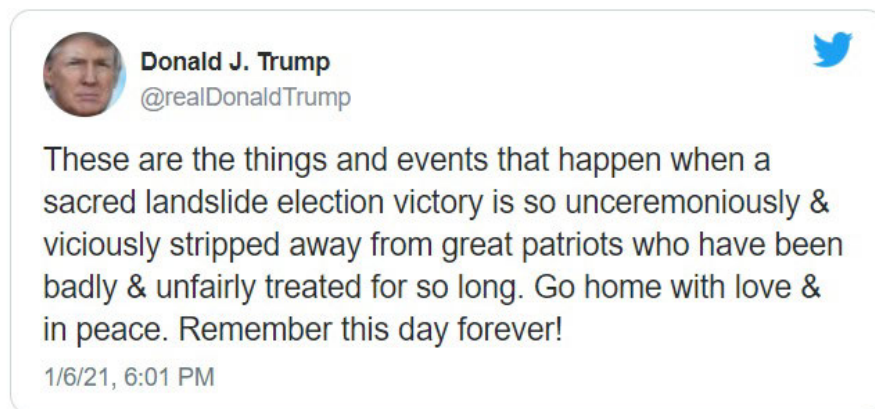 Donald J. Trump
@realDonaldTrump
These are the things and events that happen when a
sacred landslide election victory is so unceremoniously &
viciously stripped away from great patriots who have been
badly & unfairly treated for so long. Go home with love &
in peace. Remember this day forever!
1/6/21, 6:01 PM